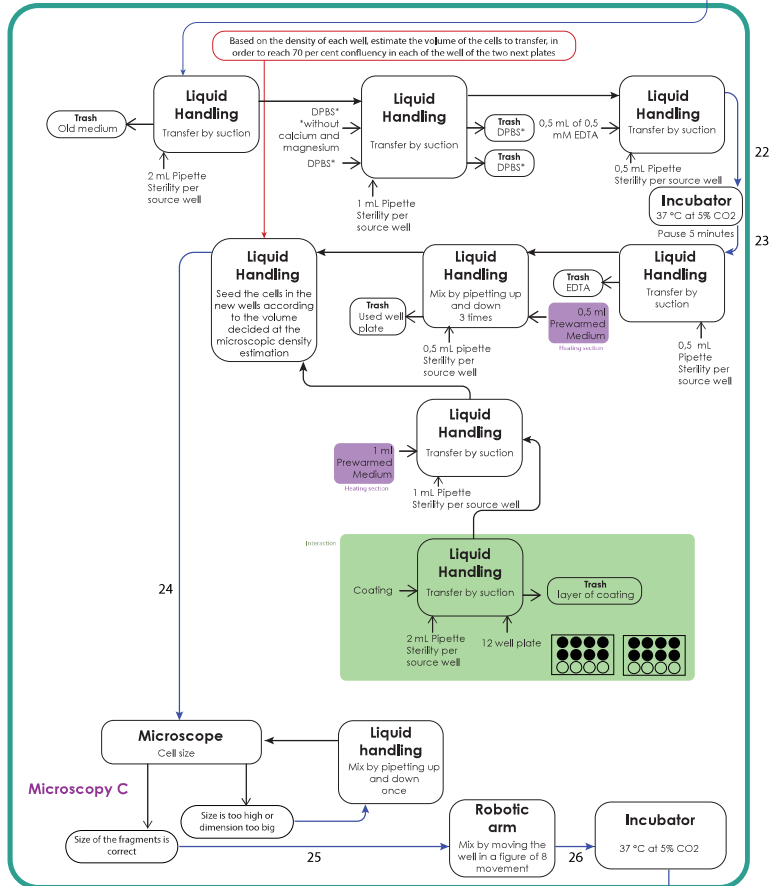 Based on the density of each well, estimate the volume of the cells to transfer, in
order to reach 70 per cent confluency in each of the well of the two next plates
Liquid
Handling
Transfer by suction
Trash
Old medium
2 mL Pipette
Sterility per
source well
DPBS*
*without
calcium and
magnesium
DPBS*
Liquid
Handling
Transfer by suction
Trash
DPBS*
Trash
DPBS*
1 mL Pipette
Sterility per
source well
0,5 mL of 0,5
mM EDTA
Liquid
Handling
Transfer by suction
0,5 mL Pipette
Sterility per source well
22
Incubator
37 °C at 5% CO2
Pause 5 minutes
23
Liquid
Handling
Seed the cells in the
new wells according
to the volume
decided at the
microscopic density
estimation
Liquid
Handling
Mix by pipetting up
and down
3 times
Trash
Used well
plate
0,5 mL pipette
Sterility per
source well
0,5 ml
Prewarmed
Medium
Heating section
Trash
EDTA
Liquid
Handling
Transfer by
suction
0,5 mL
Pipette
Sterility per
source well
1 ml
Prewarmed
Medium
Heating section
Liquid
Handling
Transfer by suction
1 mL Pipette
Sterility per source well
Interaction
Coating
Liquid
Handling
Transfer by suction
Trash
layer of coating
2 mL Pipette
Sterility per
source well
12 well plate
24
Microscope
Cell size
Liquid
handling
Mix by pipetting up
and down
once
Microscopy C
Size is too high or
dimension too big
Size of the fragments is
correct
25
Robotic
arm
Mix by moving the
well in a figure of 8
movement
26
Incubator
37 °C at 5% CO2